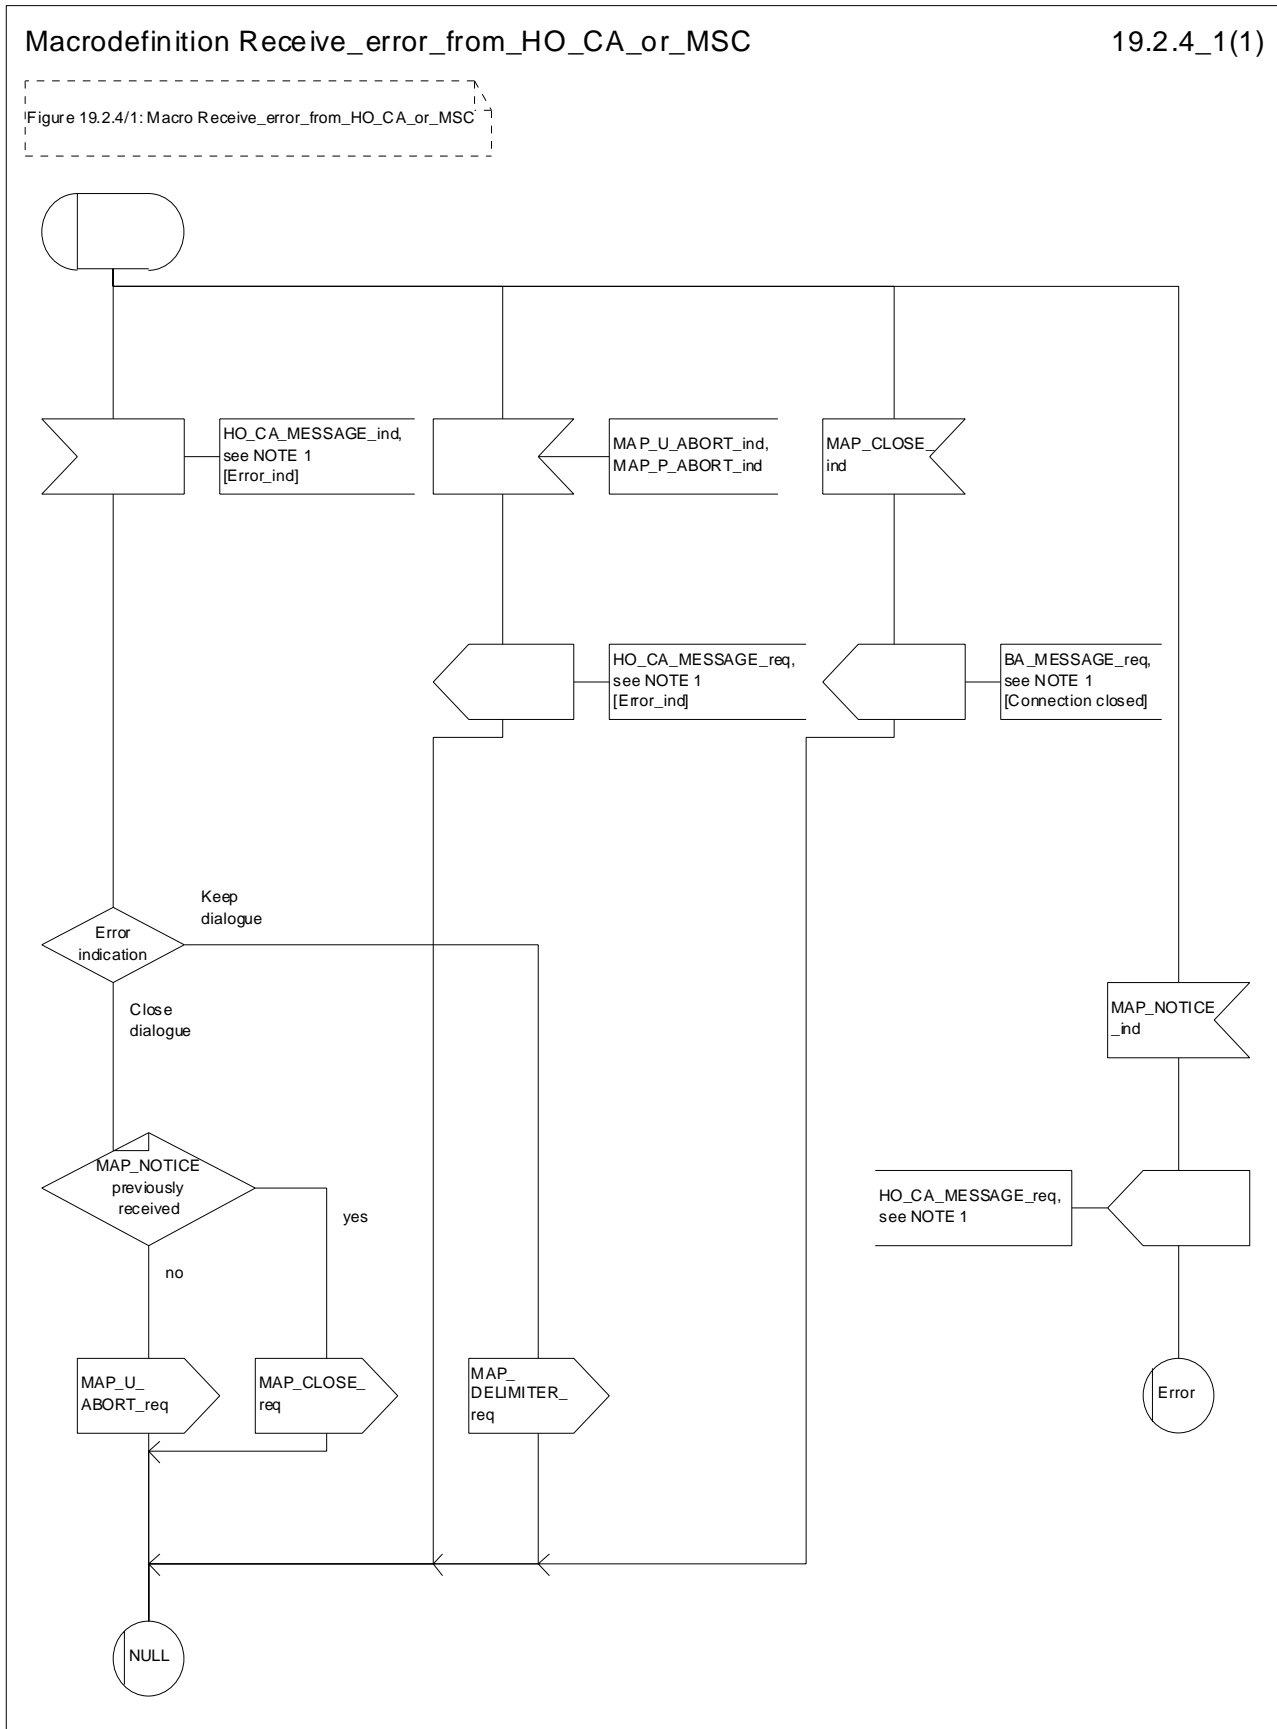 Macrodefinition Receive_error_from_HO_CA_or_MSC
19.2.4_1(1)
Figure 19.2.4/1: Macro Receive_error_from_HO_CA_or_MSC
HO_CA_MESSAGE_ind,
see NOTE 1
[Error_ind]
MAP_U_ABORT_ind,
MAP_P_ABORT_ind
MAP_CLOSE_
ind
HO_CA_MESSAGE_req,
see NOTE 1
[Error_ind]
BA_MESSAGE_req,
see NOTE 1
[Connection closed]
Keep
dialogue
Error
indication
Close
dialogue
MAP_NOTICE
_ind
MAP_NOTICE
previously
received
yes
no
HO_CA_MESSAGE_req,
see NOTE 1
MAP_U_
ABORT_req
MAP_CLOSE_
req
MAP_
DELIMITER_
req
Error
NULL